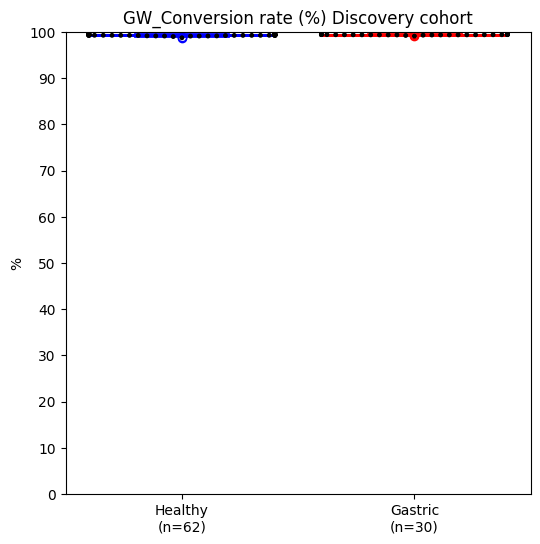 GW_Conversion rate (%) Discovery cohort
100
90
80
70
60
50
40
30
20
10
0
%
Healthy
(n=62)
Gastric
(n=30)